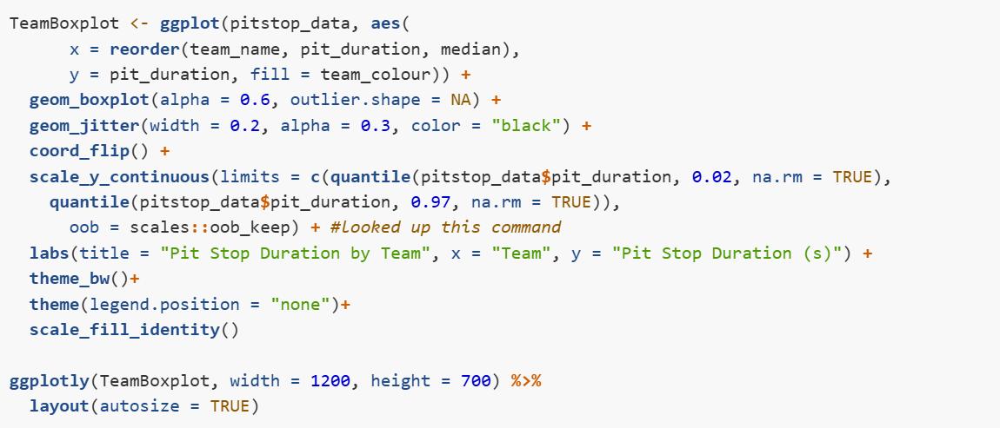 TeamBoxplot <- ggplot(pitstop_data, aes(
      x = reorder(team_name, pit_duration, median),
      y = pit_duration, fill = team_colour)) +
  geom_boxplot(alpha = 0.6, outlier.shape = NA) +
  geom_jitter(width = 0.2, alpha = 0.3, color = "black") +
  coord_flip() +
  scale_y_continuous(limits = c(quantile(pitstop_data$pit_duration, 0.02, na.rm = TRUE),
    quantile(pitstop_data$pit_duration, 0.97, na.rm = TRUE)),
      oob = scales::oob_keep) + #Looked up this command
  labs(title = "Pit Stop Duration by Team", x = "Team", y = "Pit Stop Duration (s)") +
  theme_bw()+
  theme(legend.position = "none")+
  scale_fill_identity()

ggplotly(TeamBoxplot, width = 1200, height = 700) %>%
  layout(autosize = TRUE)